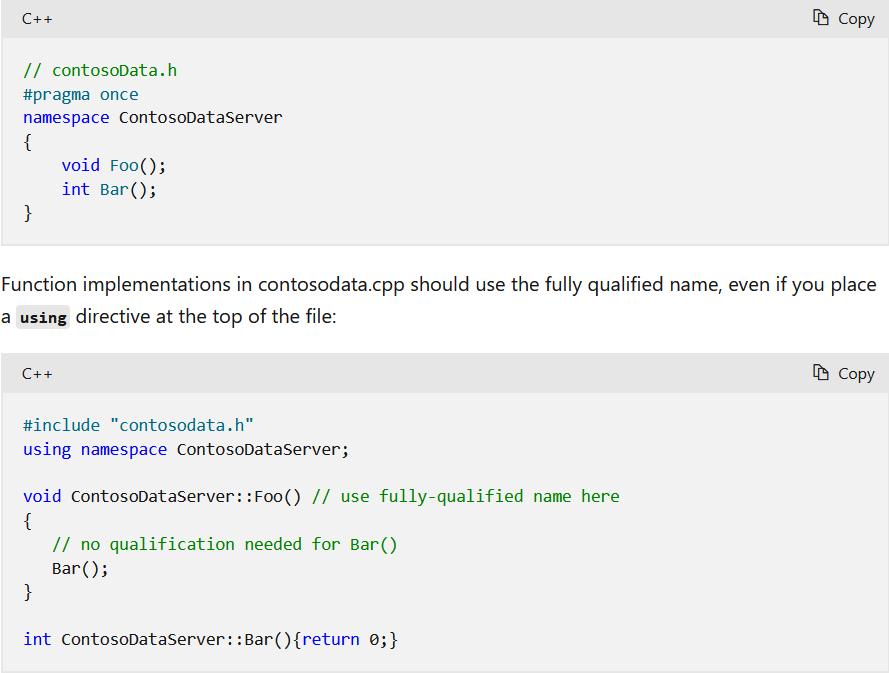 C++ Copy
// contosoData.h
#pragma once
namespace ContosoDataServer
{
    void Foo();
    int Bar();
}
Function implementations in contosodata.cpp should use the fully qualified name, even if you place
a using directive at the top of the file:
C++ Copy
#include "contosodata.h"
using namespace ContosoDataServer;
void ContosoDataServer::Foo() // use fully-qualified name here
{
   // no qualification needed for Bar()
   Bar();
}
int ContosoDataServer::Bar(){return 0;}